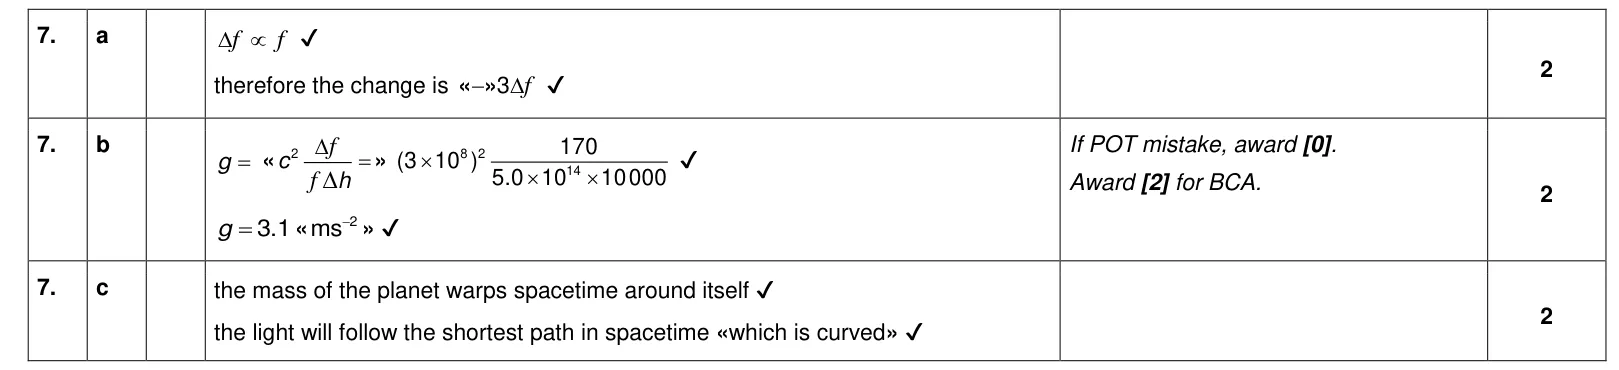 7. a Δf ∝ f ✓
therefore the change is «–»3Δf ✓
2
7. b g = «c² Δf / fΔh =» (3×10⁸)² 170 / 5.0×10¹⁴ ×10000 ✓ If POT mistake, award [0].
Award [2] for BCA.
2
g = 3.1 «ms⁻²» ✓
7. c the mass of the planet warps spacetime around itself ✓
the light will follow the shortest path in spacetime «which is curved» ✓
2